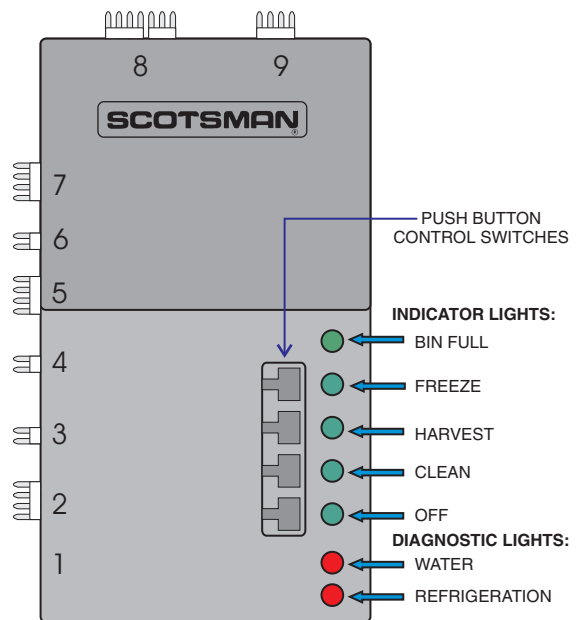 8 9
SCOTSMAN®
7
6
5
4
3
2
1
PUSH BUTTON
CONTROL SWITCHES
INDICATOR LIGHTS:
BIN FULL
FREEZE
HARVEST
CLEAN
OFF
DIAGNOSTIC LIGHTS:
WATER
REFRIGERATION